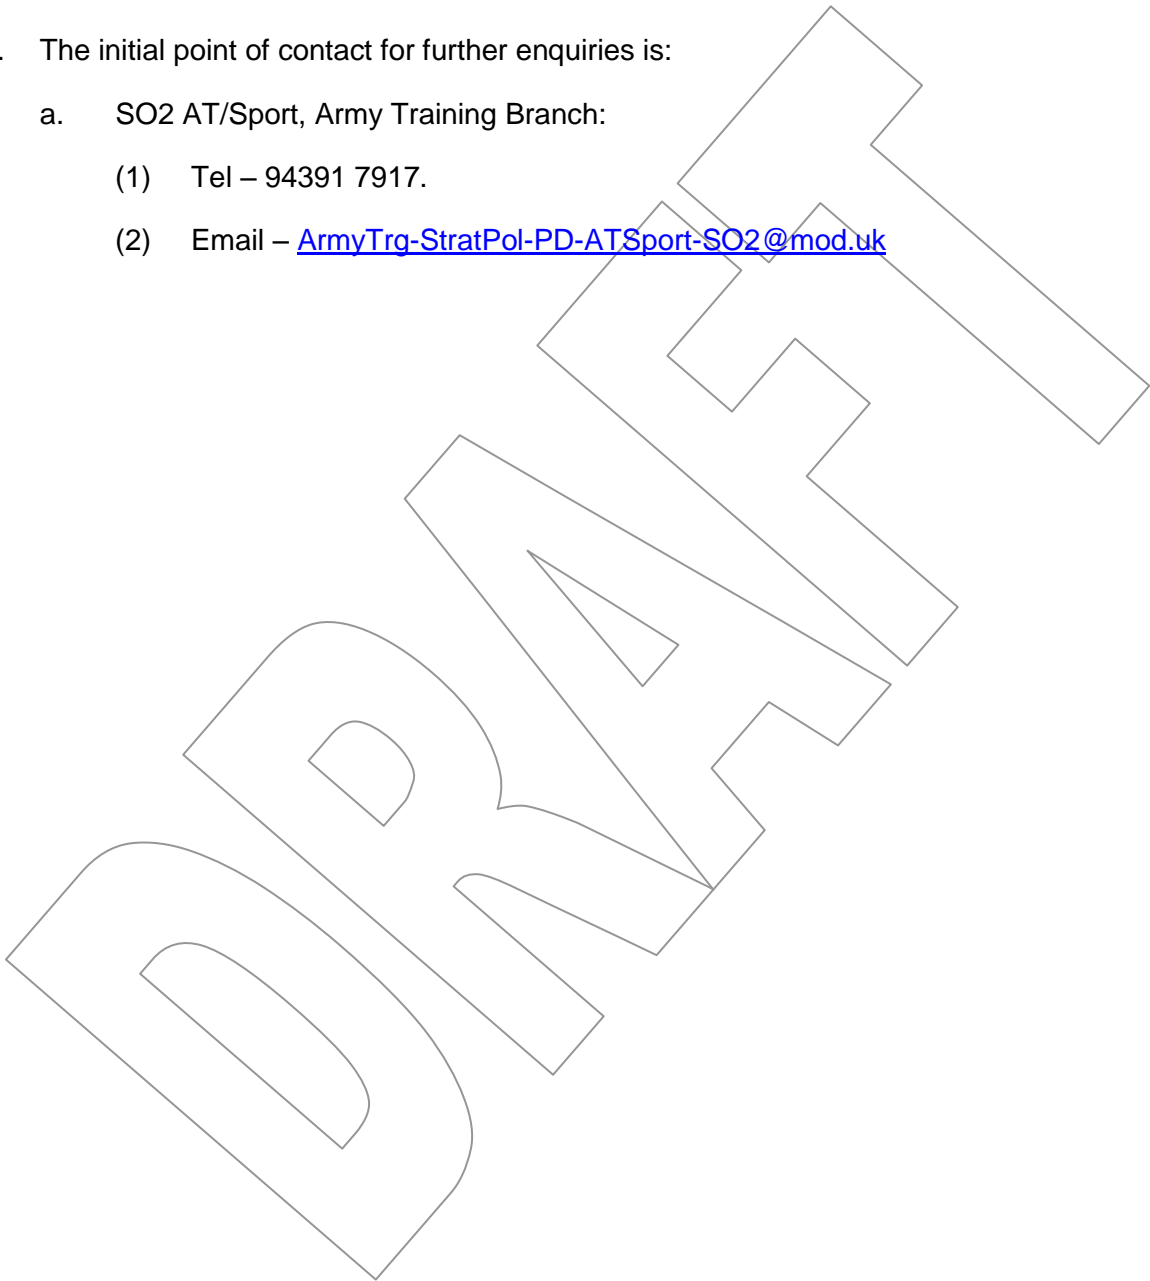 . The initial point of contact for further enquiries is:
a. SO2 AT/Sport, Army Training Branch:
(1) Tel – 94391 7917.
(2) Email – ArmyTrg-StratPol-PD-ATSport-SO2@mod.uk
DRAFT